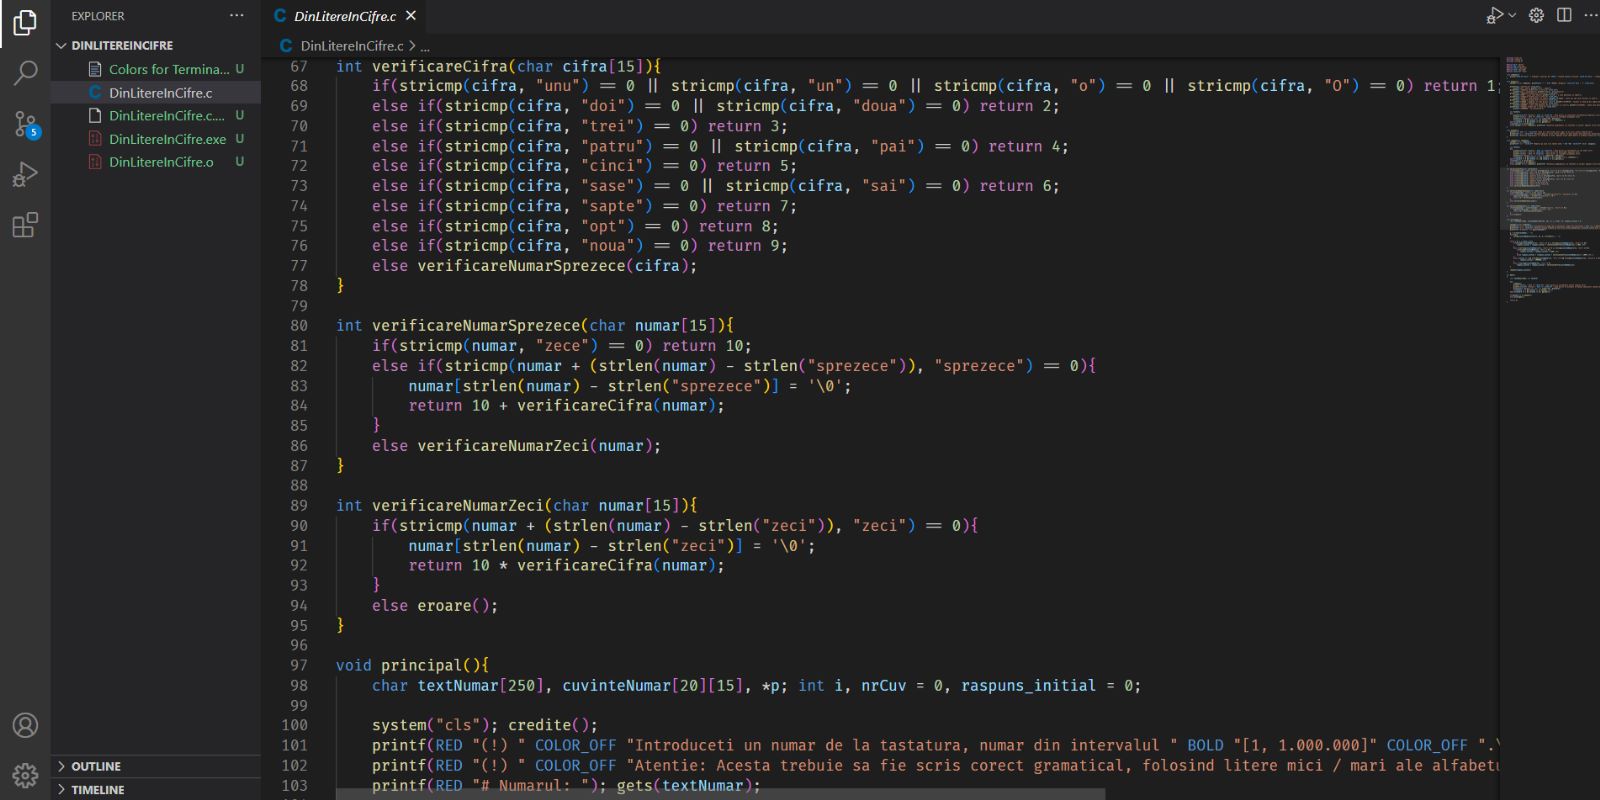 EXPLORER ...
DINLITEREINCIFRE
Colors for Termina... U
DinLitereInCifre.c
DinLitereInCifre.c.... U
DinLitereInCifre.exe U
DinLitereInCifre.o U
5
OUTLINE
TIMELINE
C DinLitereInCifre.c ×
C DinLitereInCifre.c > ...
67 int verificareCifra(char cifra[15]){
68 if(stricmp(cifra, "unu") == 0 || stricmp(cifra, "un") == 0 || stricmp(cifra, "o") == 0 || stricmp(cifra, "O") == 0) return 1;
69 else if(stricmp(cifra, "doi") == 0 || stricmp(cifra, "doua") == 0) return 2;
70 else if(stricmp(cifra, "trei") == 0) return 3;
71 else if(stricmp(cifra, "patru") == 0 || stricmp(cifra, "pai") == 0) return 4;
72 else if(stricmp(cifra, "cinci") == 0) return 5;
73 else if(stricmp(cifra, "sase") == 0 || stricmp(cifra, "sai") == 0) return 6;
74 else if(stricmp(cifra, "sapte") == 0) return 7;
75 else if(stricmp(cifra, "opt") == 0) return 8;
76 else if(stricmp(cifra, "noua") == 0) return 9;
77 else verificareNumarSprezece(cifra);
78 }
79
80 int verificareNumarSprezece(char numar[15]){
81 if(stricmp(numar, "zece") == 0) return 10;
82 else if(stricmp(numar + (strlen(numar) - strlen("sprezece")), "sprezece") == 0){
83 numar[strlen(numar) - strlen("sprezece")] = '\0';
84 return 10 + verificareCifra(numar);
85 }
86 else verificareNumarZeci(numar);
87 }
88
89 int verificareNumarZeci(char numar[15]){
90 if(stricmp(numar + (strlen(numar) - strlen("zeci")), "zeci") == 0){
91 numar[strlen(numar) - strlen("zeci")] = '\0';
92 return 10 * verificareCifra(numar);
93 }
94 else eroare();
95 }
96
97 void principal(){
98 char textNumar[250], cuvinteNumar[20][15], *p; int i, nrCuv = 0, raspuns_initial = 0;
99
100 system("cls"); credite();
101 printf(RED "(!) " COLOR_OFF "Introduceti un numar de la tastatura, numar din intervalul " BOLD "[1, 1.000.000]" COLOR_OFF ".\
102 printf(RED "(!) " COLOR_OFF "Atentie: Acesta trebuie sa fie scris corect gramatical, folosind litere mici / mari ale alfabetu
103 printf(RED "# Numarul: "); gets(textNumar);